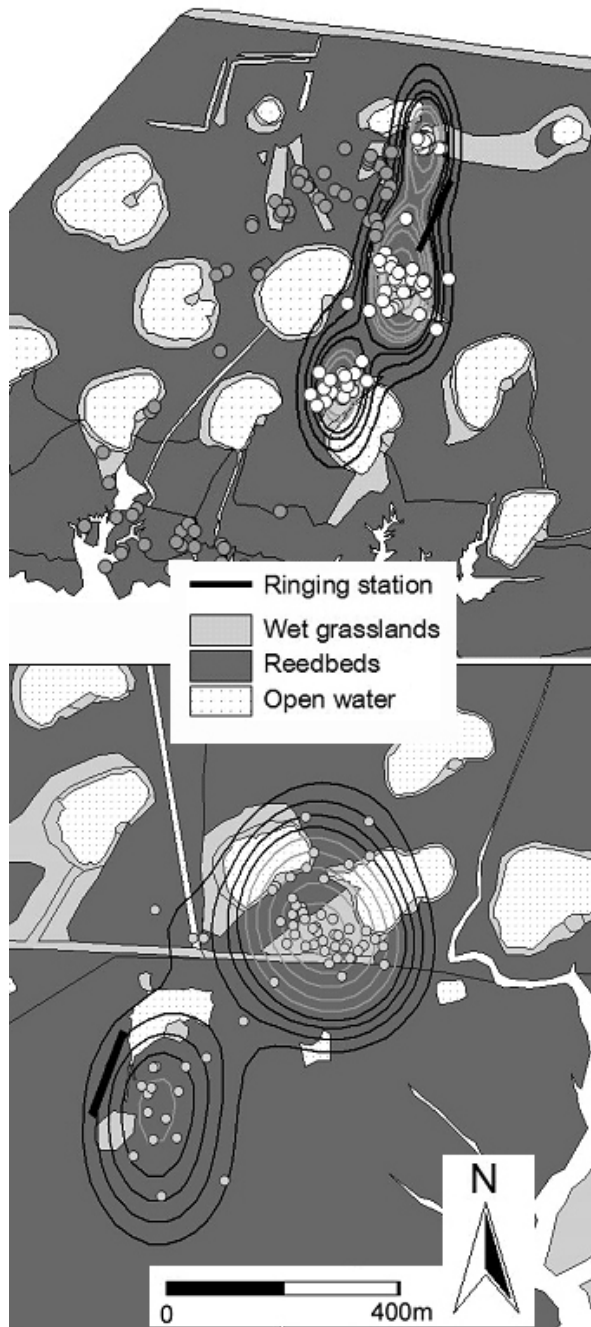 Ringing station
Wet grasslands
Reedbeds
Open water
N
0 400m